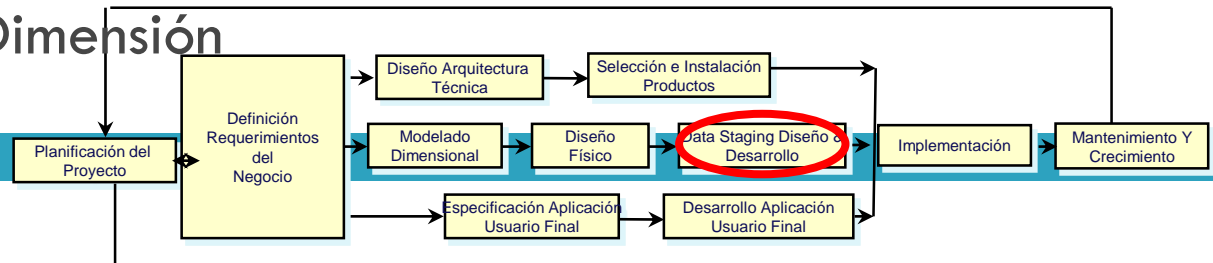 Dimensión
Diseño Arquitectura
Técnica
Selección e Instalación
Productos
Planificación del
Proyecto
Definición
Requerimientos
del
Negocio
Modelado
Dimensional
Diseño
Físico
Data Staging Diseño &
Desarrollo
Implementación
Mantenimiento Y
Crecimiento
Especificación Aplicación
Usuario Final
Desarrollo Aplicación
Usuario Final